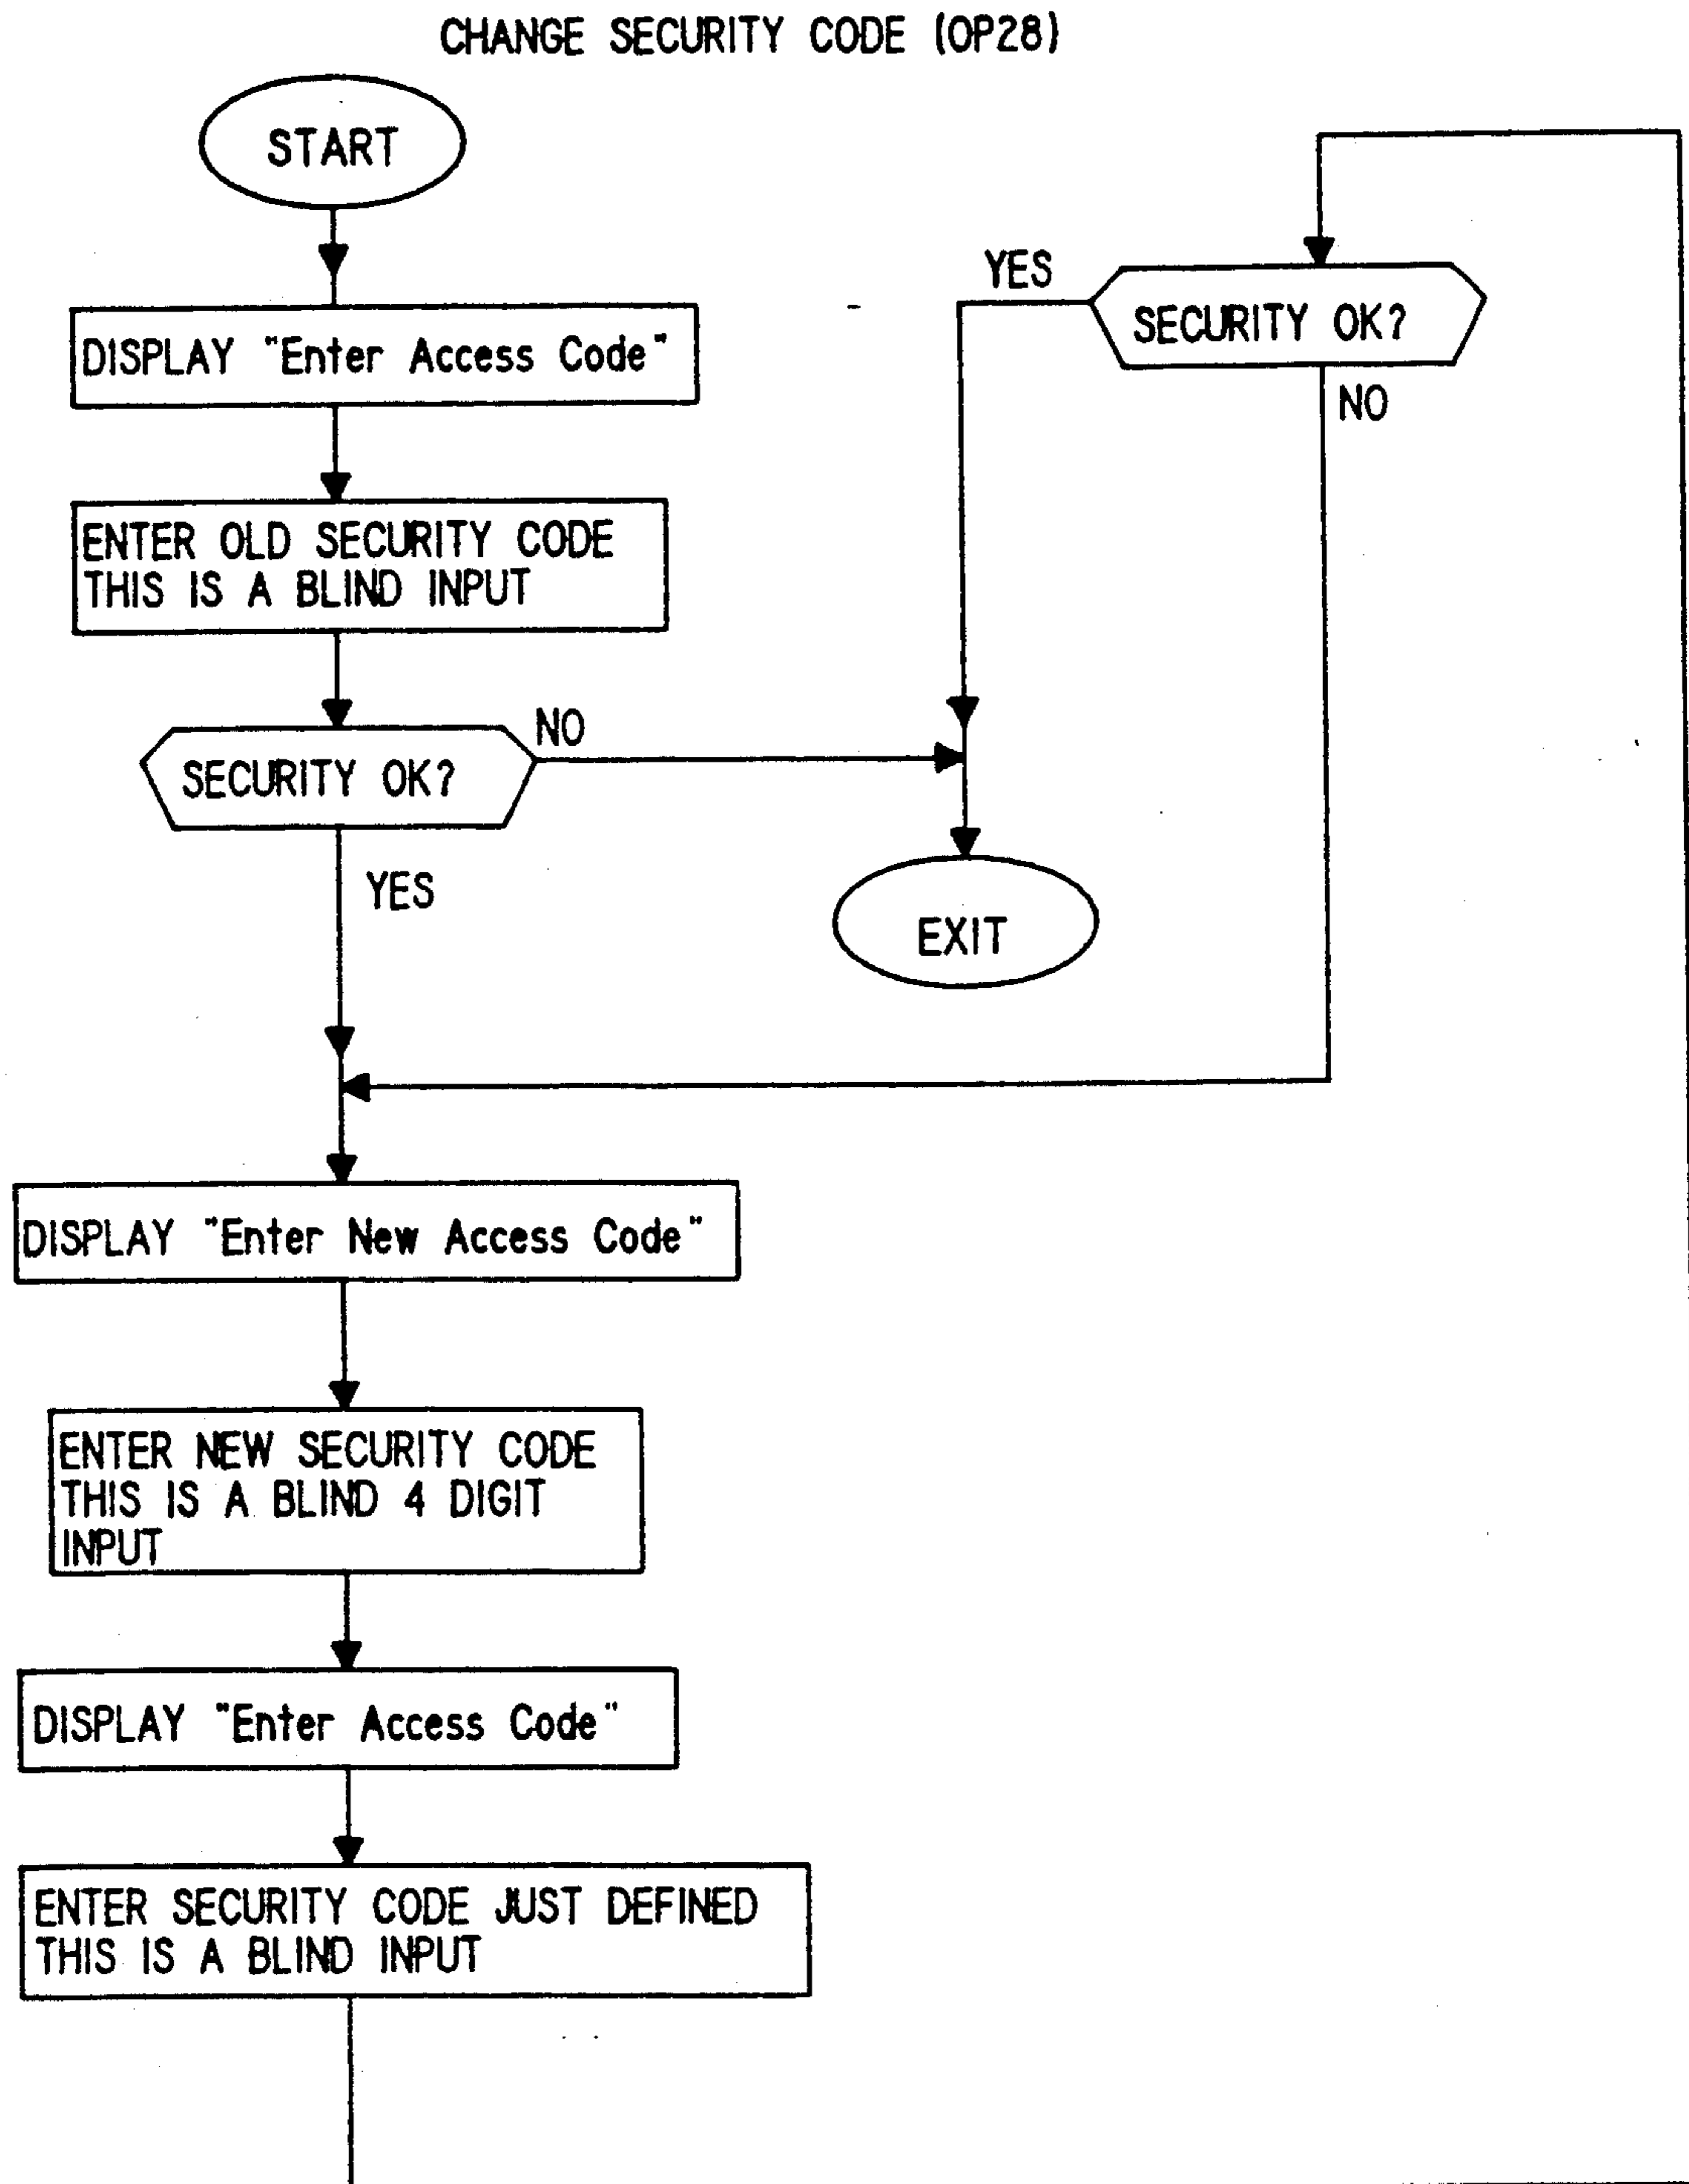 CHANGE SECURITY CODE (OP28)
START
DISPLAY "Enter Access Code"
ENTER OLD SECURITY CODE
THIS IS A BLIND INPUT
SECURITY OK?
NO
YES
YES
SECURITY OK?
NO
EXIT
DISPLAY "Enter New Access Code"
ENTER NEW SECURITY CODE
THIS IS A BLIND 4 DIGIT
INPUT
DISPLAY "Enter Access Code"
ENTER SECURITY CODE JUST DEFINED
THIS IS A BLIND INPUT